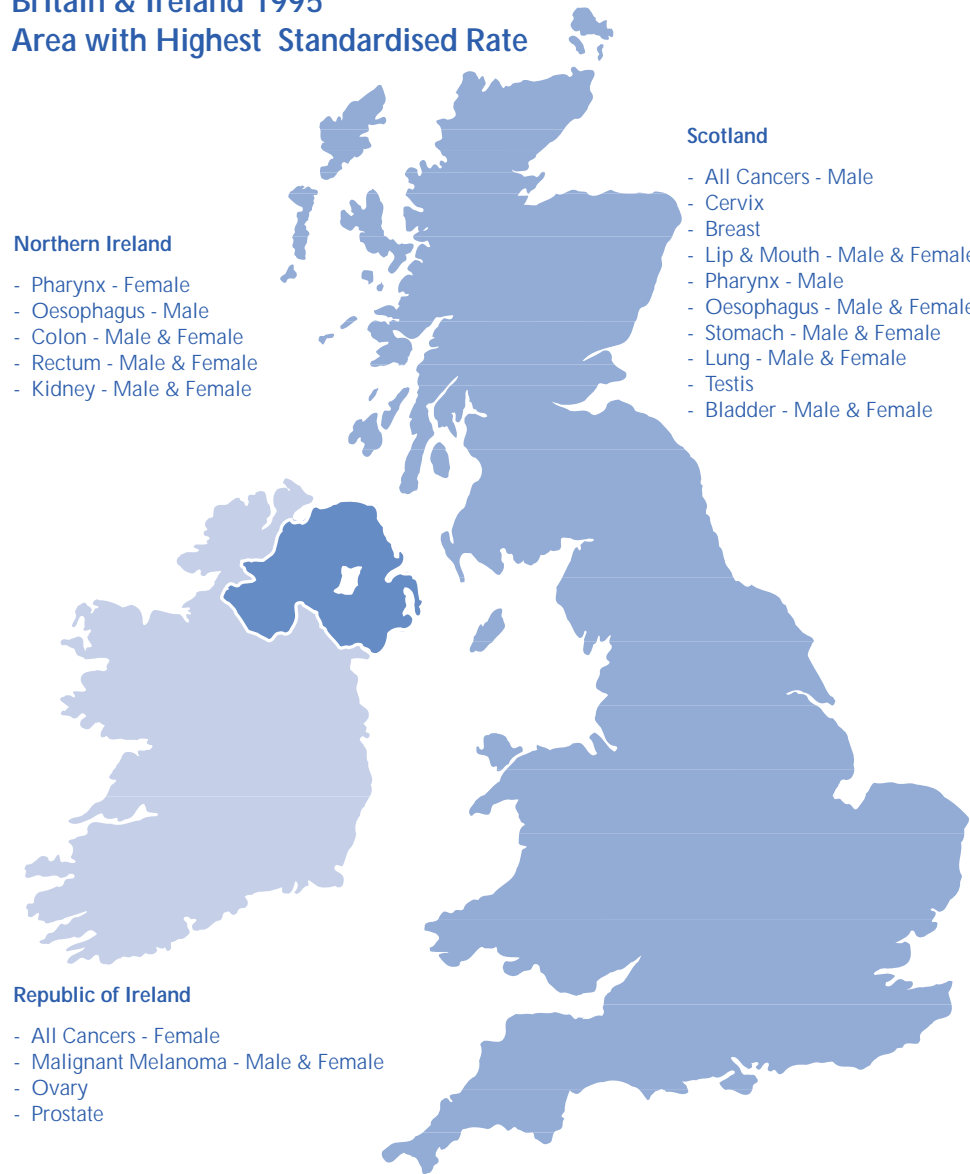 Britain & Ireland 1995
Area with Highest Standardised Rate
Scotland
- All Cancers - Male
- Cervix
- Breast
- Lip & Mouth - Male & Female
- Pharynx - Male
- Oesophagus - Male & Female
- Stomach - Male & Female
- Lung - Male & Female
- Testis
- Bladder - Male & Female
Northern Ireland
- Pharynx - Female
- Oesophagus - Male
- Colon - Male & Female
- Rectum - Male & Female
- Kidney - Male & Female
Republic of Ireland
- All Cancers - Female
- Malignant Melanoma - Male & Female
- Ovary
- Prostate